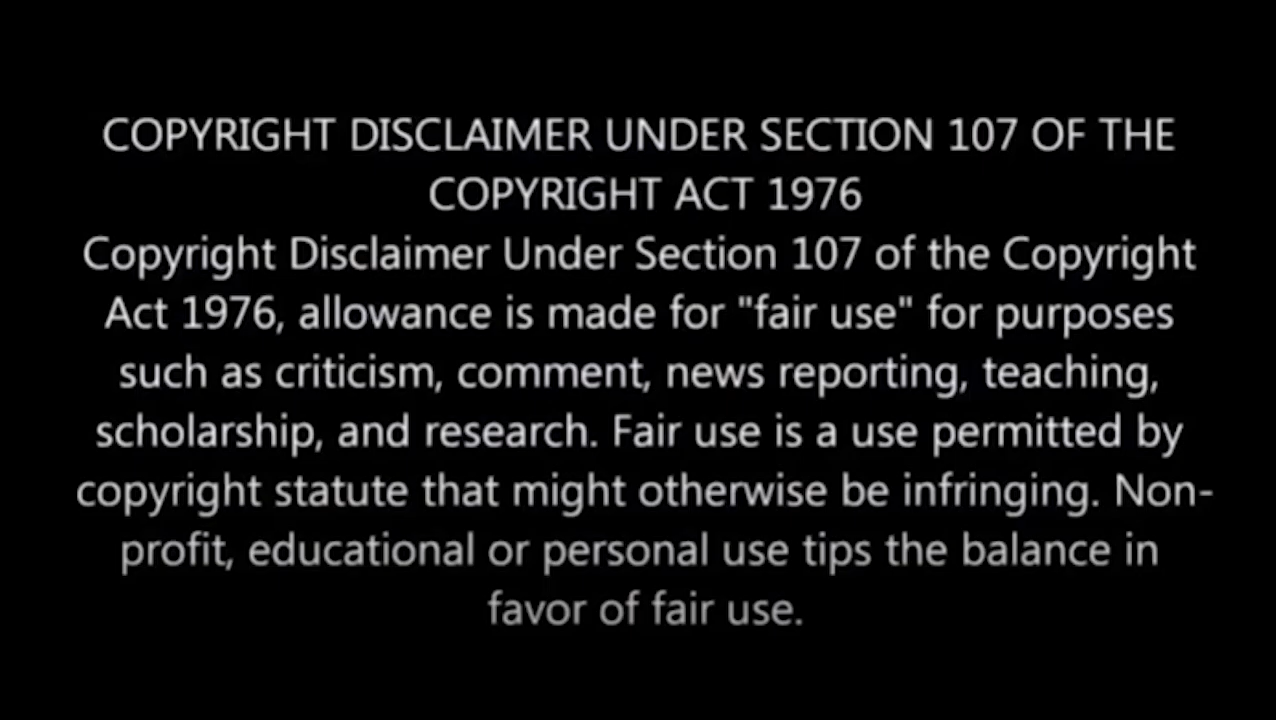 COPYRIGHT DISCLAIMER UNDER SECTION 107 OF THE
COPYRIGHT ACT 1976
Copyright Disclaimer Under Section 107 of the Copyright
Act 1976, allowance is made for "fair use" for purposes
such as criticism, comment, news reporting, teaching,
scholarship, and research. Fair use is a use permitted by
copyright statute that might otherwise be infringing. Non-
profit, educational or personal use tips the balance in
favor of fair use.